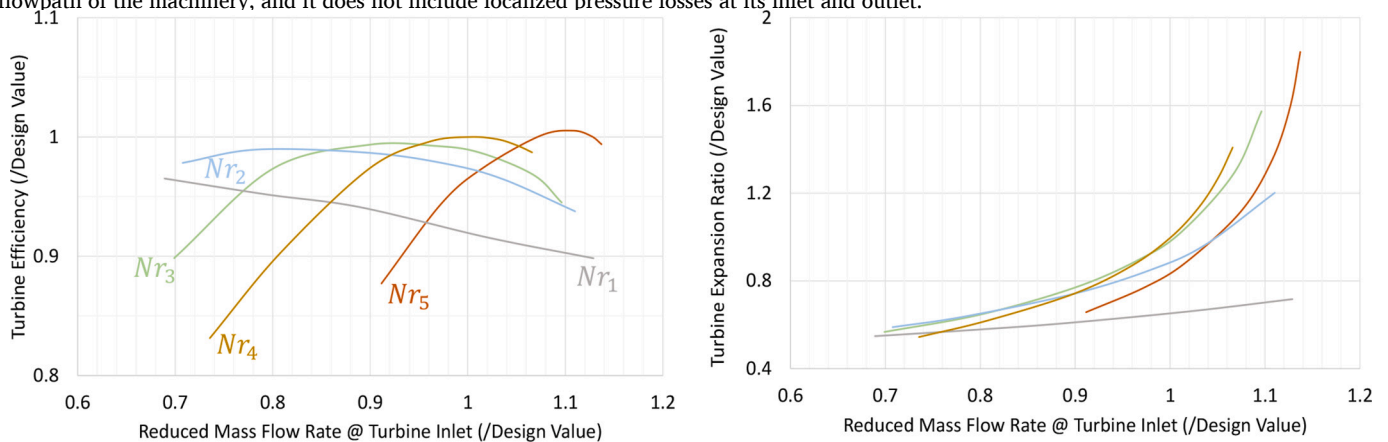 flowpath of the machinery, and it does not include localized pressure losses at its inlet and outlet.
Turbine Efficiency (/Design Value)
1.1
1
0.9
0.8
Nr2
Nr3
Nr4
Nr5
Nr1
0.6 0.7 0.8 0.9 1 1.1 1.2
Reduced Mass Flow Rate @ Turbine Inlet (/Design Value)
Turbine Expansion Ratio (/Design Value)
2
1.6
1.2
0.8
0.4
0.6 0.7 0.8 0.9 1 1.1 1.2
Reduced Mass Flow Rate @ Turbine Inlet (/Design Value)